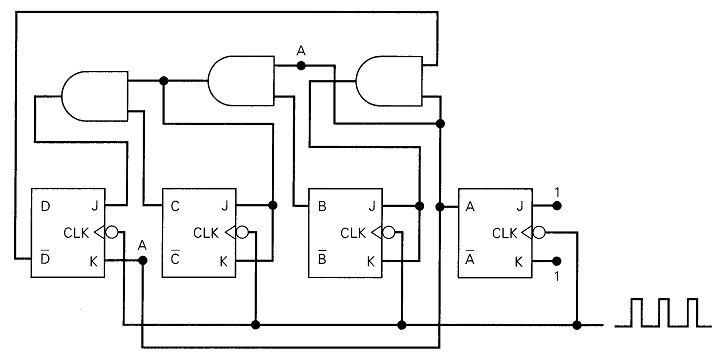 A
D J
CLK
D̅ K
A
C J
CLK
C̅ K
B J
CLK
B̅ K
A J
CLK
A̅ K
1
1